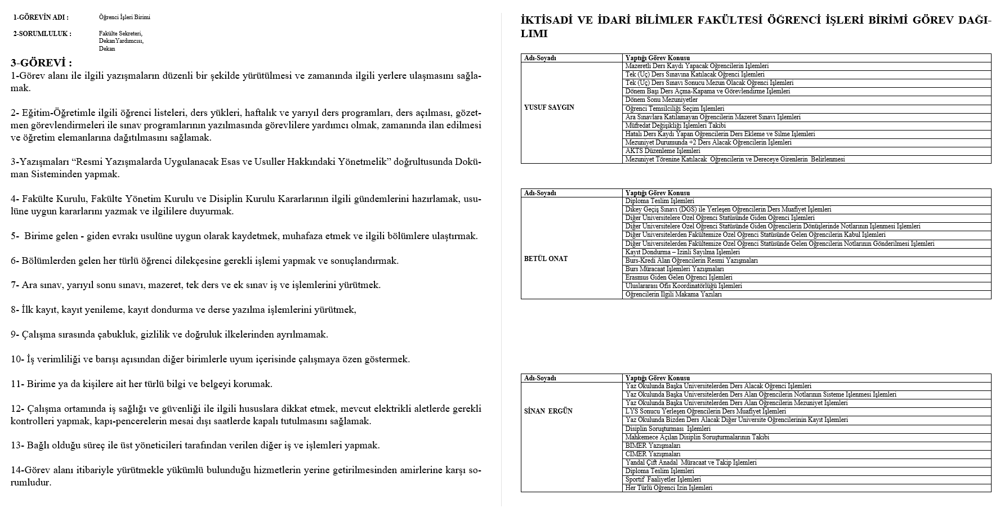 1-GÖREVİN ADI :
Öğrenci İşleri Birimi
2-SORUMLULUK :
Fakülte Sekreteri,
DekanYardımcısı,
Dekan
3-GÖREVİ :
1-Görev alanı ile ilgili yazışmaların düzenli bir şekilde yürütülmesi ve zamanında ilgili yerlere ulaşmasını sağla-
mak.
2- Eğitim-Öğretimle ilgili öğrenci listeleri, ders yükleri, haftalık ve yarıyıl ders programları, ders açılması, gözet-
men görevlendirmeleri ile sınav programlarının yazılmasında görevlilere yardımcı olmak, zamanında ilan edilmesi
ve öğretim elemanlarına dağıtılmasını sağlamak.
3-Yazışmaları “Resmi Yazışmalarda Uygulanacak Esas ve Usuller Hakkındaki Yönetmelik” doğrultusunda Dokü-
man Sisteminden yapmak.
4- Fakülte Kurulu, Fakülte Yönetim Kurulu ve Disiplin Kurulu Kararlarının ilgili gündemlerini hazırlamak, usu-
lüne uygun kararlarını yazmak ve ilgililere duyurmak.
5-  Birime gelen - giden evrakı usulüne uygun olarak kaydetmek, muhafaza etmek ve ilgili bölümlere ulaştırmak.
6- Bölümlerden gelen her türlü öğrenci dilekçesine gerekli işlemi yapmak ve sonuçlandırmak.
7- Ara sınav, yarıyıl sonu sınavı, mazeret, tek ders ve ek sınav iş ve işlemlerini yürütmek.
8- İlk kayıt, kayıt yenileme, kayıt dondurma ve derse yazılma işlemlerini yürütmek,
9- Çalışma sırasında çabukluk, gizlilik ve doğruluk ilkelerinden ayrılmamak.
10- İş verimliliği ve barışı açısından diğer birimlerle uyum içerisinde çalışmaya özen göstermek.
11- Birime ya da kişilere ait her türlü bilgi ve belgeyi korumak.
12- Çalışma ortamında iş sağlığı ve güvenliği ile ilgili hususlara dikkat etmek, mevcut elektrikli aletlerde gerekli
kontrolleri yapmak, kapı-pencerelerin mesai dışı saatlerde kapalı tutulmasını sağlamak.
13- Bağlı olduğu süreç ile üst yöneticileri tarafından verilen diğer iş ve işlemleri yapmak.
14-Görev alanı itibariyle yürütmekle yükümlü bulunduğu hizmetlerin yerine getirilmesinden amirlerine karşı so-
rumludur.
İKTİSADİ VE İDARİ BİLİMLER FAKÜLTESİ ÖĞRENCİ İŞLERİ BİRİMİ GÖREV DAĞI-
LIMI
Adı-Soyadı
Yaptığı Görev Konusu
YUSUF SAYGIN
Mazeretli Ders Kaydı Yapacak Öğrencilerin İşlemleri
Tek (Üç) Ders Sınavına Katılacak Öğrenci İşlemleri
Tek (Üç) Ders Sınavı Sonucu Mezun Olacak Öğrenci İşlemleri
Dönem Başı Ders Açma-Kapama ve Görevlendirme İşlemleri
Dönem Sonu Mezuniyetler
Öğrenci Temsilciliği Seçim İşlemleri
Ara Sınavlara Katılamayan Öğrencilerin Mazeret Sınavı İşlemleri
Müfredat Değişikliği İşlemleri Takibi
Hatalı Ders Kaydı Yapan Öğrencilerin Ders Ekleme ve Silme İşlemleri
Mezuniyet Durumunda +2 Ders Alacak Öğrencilerin İşlemleri
AKTS Düzenleme İşlemleri
Mezuniyet Törenine Katılacak  Öğrencilerin ve Dereceye Girenlerin  Belirlenmesi
Adı-Soyadı
Yaptığı Görev Konusu
BETÜL ONAT
Diploma Teslim İşlemleri
Dikey Geçiş Sınavı (DGS) ile Yerleşen Öğrencilerin Ders Muafiyet İşlemleri
Diğer Üniversitelere Özel Öğrenci Statüsünde Giden Öğrenci İşlemleri
Diğer Üniversitelere Özel Öğrenci Statüsünde Giden Öğrencilerin Dönüşlerinde Notlarının İşlenmesi İşlemleri
Diğer Üniversitelerden Fakültemize Özel Öğrenci Statüsünde Gelen Öğrencilerin Kabul İşlemleri
Diğer Üniversitelerden Fakültemize Özel Öğrenci Statüsünde Gelen Öğrencilerin Notlarının Gönderilmesi İşlemleri
Kayıt Dondurma – İzinli Sayılma İşlemleri
Burs-Kredi Alan Öğrencilerin Resmi Yazışmaları
Burs Müracaat İşlemleri Yazışmaları
Erasmus Giden Gelen Öğrenci İşlemleri
Uluslararası Ofis Koordinatörlüğü İşlemleri
Öğrencilerin İlgili Makama Yazıları
Adı-Soyadı
Yaptığı Görev Konusu
SİNAN  ERGÜN
Yaz Okulunda Başka Üniversitelerden Ders Alacak Öğrenci İşlemleri
Yaz Okulunda Başka Üniversitelerden Ders Alan Öğrencilerin Notlarının Sisteme İşlenmesi İşlemleri
Yaz Okulunda Başka Üniversitelerden Ders Alan Öğrencilerin Mezuniyet İşlemleri
LYS Sonucu Yerleşen Öğrencilerin Ders Muafiyet İşlemleri
Yaz Okulunda Bizden Ders Alacak Diğer Üniversite Öğrencilerinin Kayıt İşlemleri
Disiplin Soruşturması  İşlemleri
Mahkemece Açılan Disiplin Soruşturmalarının Takibi
BİMER Yazışmaları
CİMER Yazışmaları
Yandal Çift Anadal  Müracaat ve Takip İşlemleri
Diploma Teslim İşlemleri
Sportif  Faaliyetler İşlemleri
Her Türlü Öğrenci İzin İşlemleri